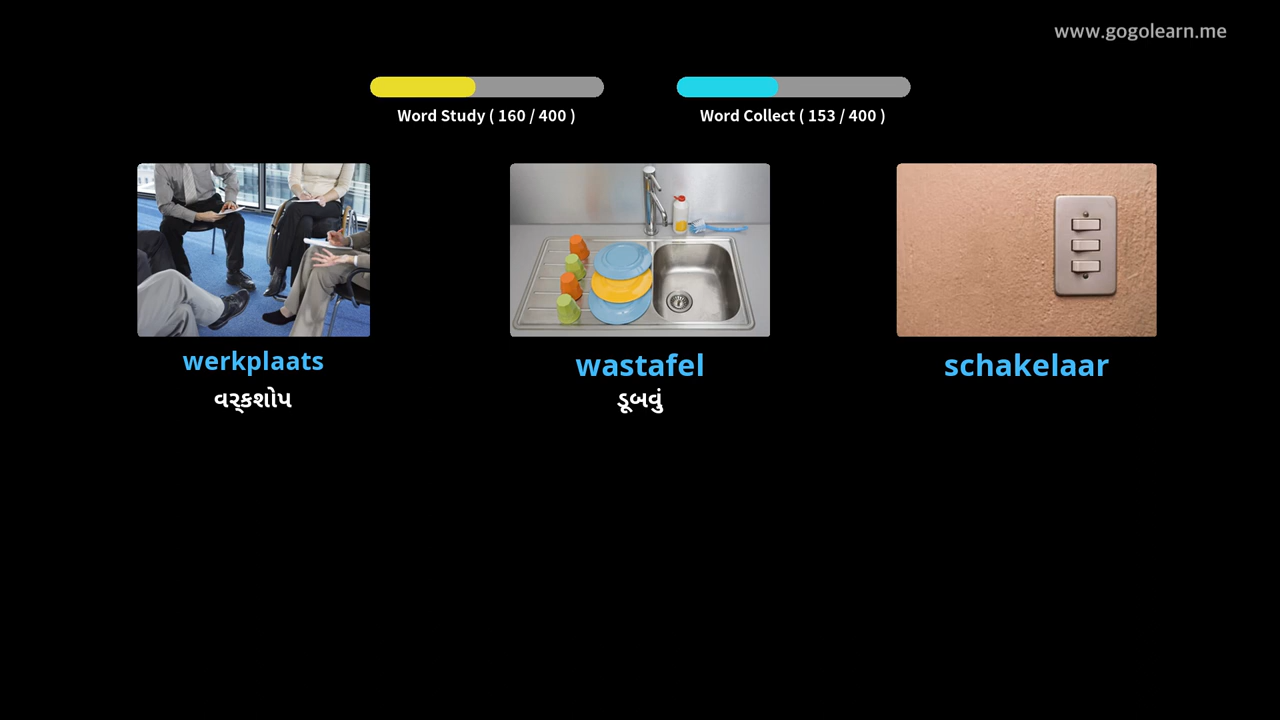 www.gogolearn.me
Word Study ( 160 / 400 )
Word Collect ( 153 / 400 )
werkplaats
wastafel
schakelaar
વર્કશોપ
ડૂબવું